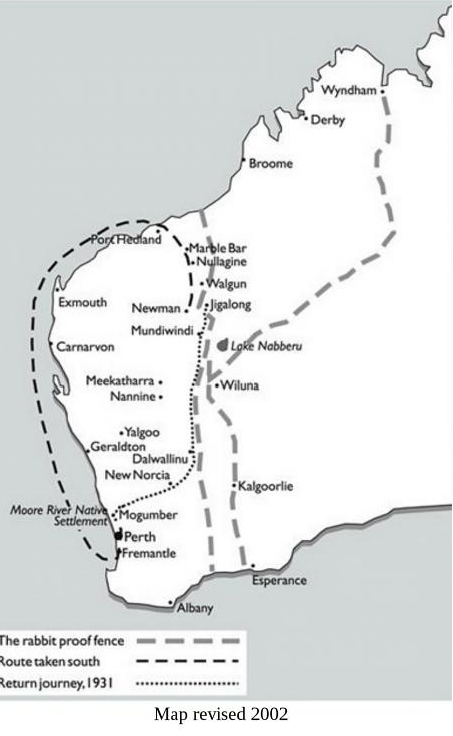 Wyndham
Derby
Broome
Port Hedland
Marble Bar
Nullagine
Walgun
Exmouth
Newman
Jigalong
Mundiwindi
Carnarvon
Lake Nabberu
Meekatharra
Wiluna
Nannine
Yalgoo
Geraldton
Dalwallinu
New Norcia
Kalgoorlie
Moore River Native
Settlement
Mogumber
Perth
Fremantle
Esperance
Albany
The rabbit proof fence
Route taken south
Return journey, 1931
Map revised 2002